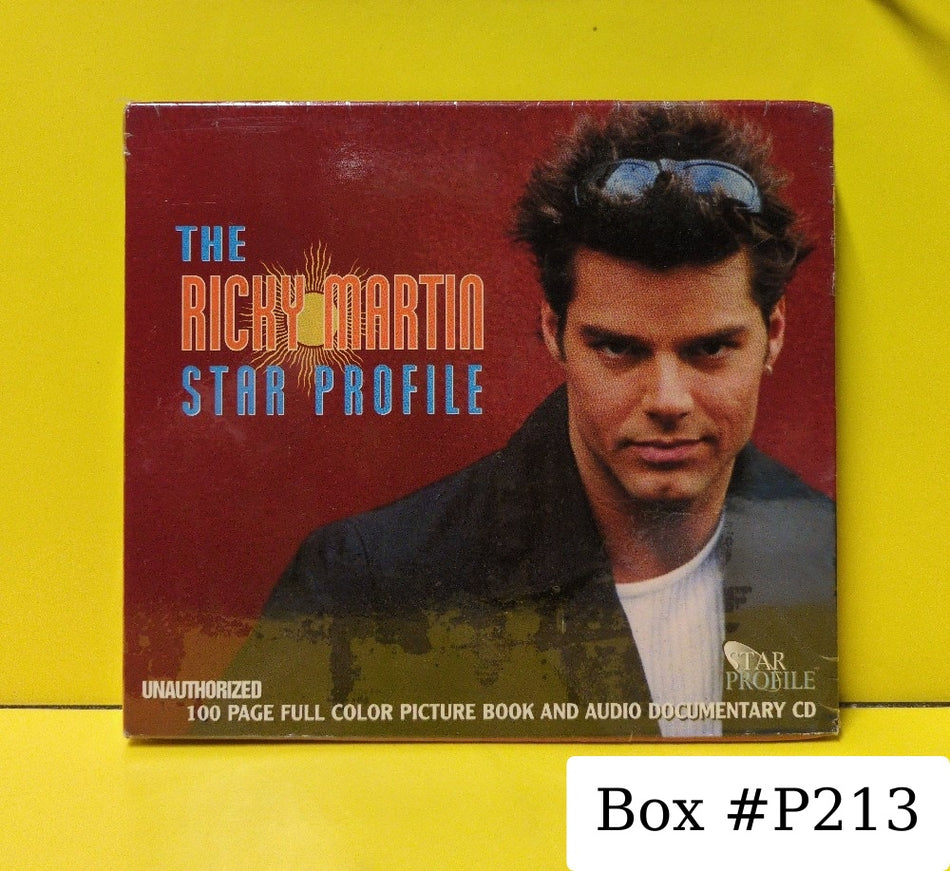 THE
RICKY MARTIN
STAR PROFILE
STAR
PROFILE™
UNAUTHORIZED
100 PAGE FULL COLOR PICTURE BOOK AND AUDIO DOCUMENTARY CD
Box #P213